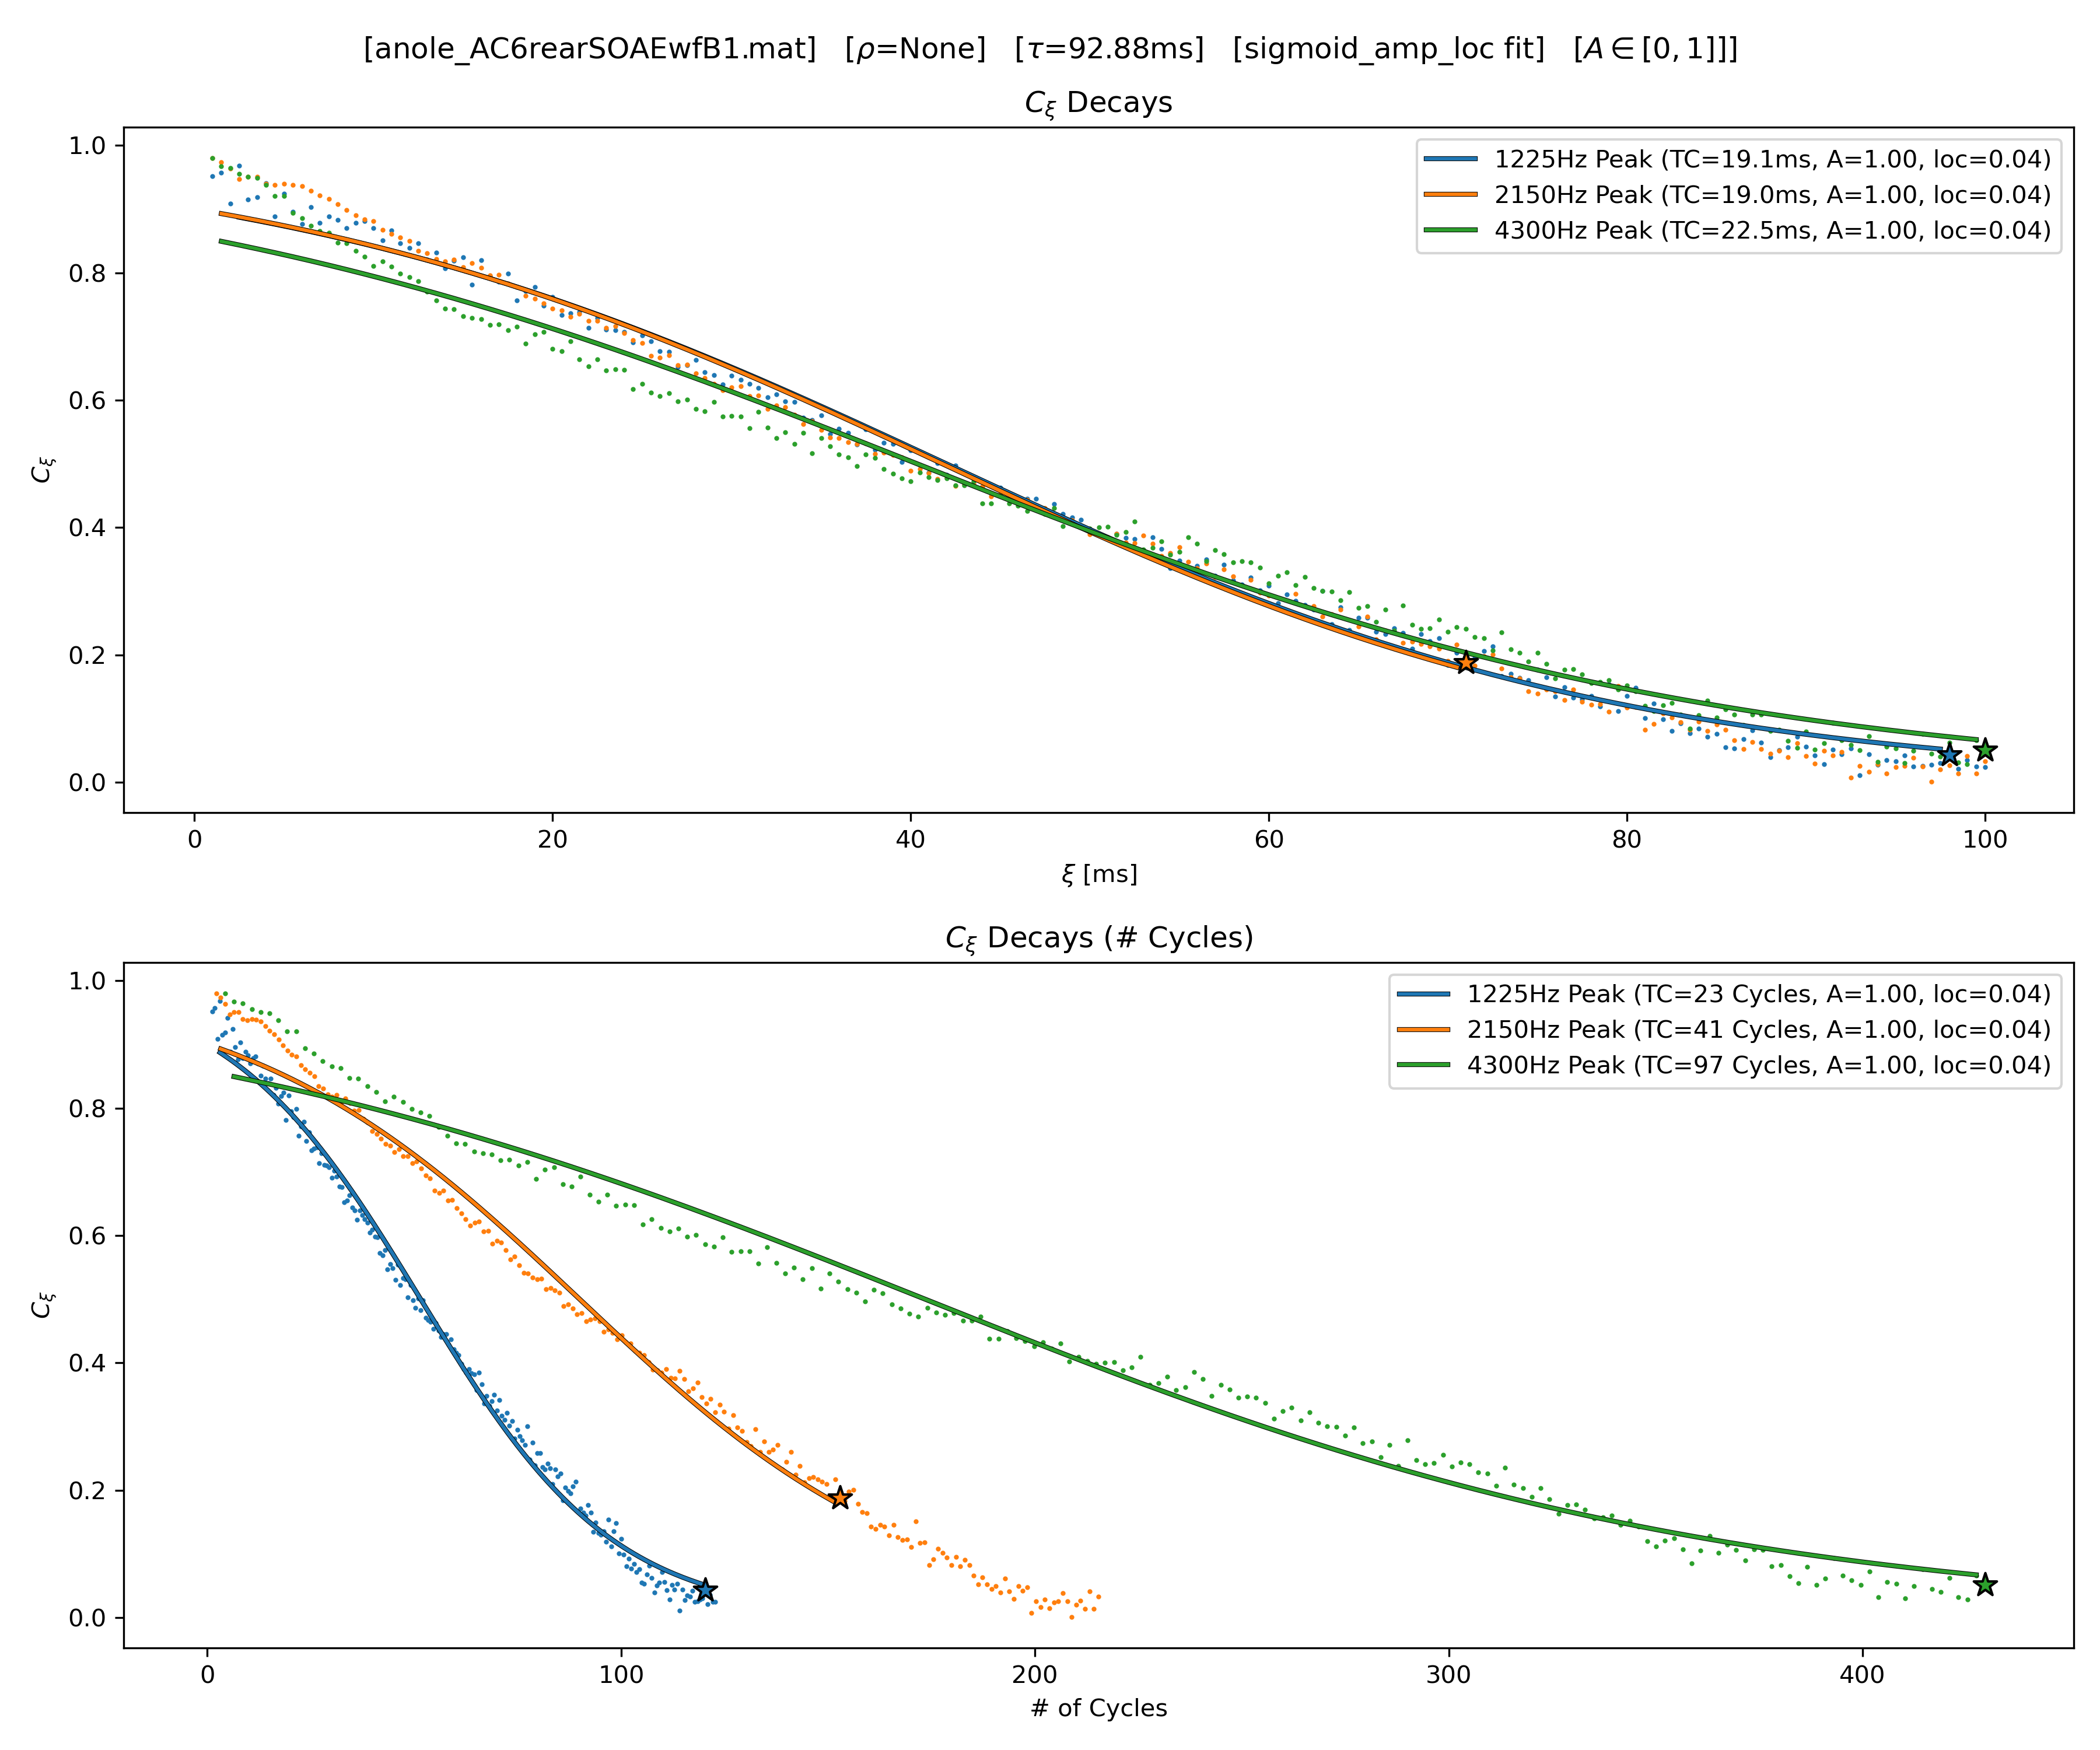 [anole_AC6rearSOAEwfB1.mat]   [ρ=None]   [τ=92.88ms]   [sigmoid_amp_loc fit]   [A ∈ [0, 1]]]
C_ξ Decays
1.0
0.8
0.6
0.4
0.2
0.0
C_ξ
1225Hz Peak (TC=19.1ms, A=1.00, loc=0.04)
2150Hz Peak (TC=19.0ms, A=1.00, loc=0.04)
4300Hz Peak (TC=22.5ms, A=1.00, loc=0.04)
0 20 40 60 80 100
ξ [ms]
C_ξ Decays (# Cycles)
1.0
0.8
0.6
0.4
0.2
0.0
C_ξ
1225Hz Peak (TC=23 Cycles, A=1.00, loc=0.04)
2150Hz Peak (TC=41 Cycles, A=1.00, loc=0.04)
4300Hz Peak (TC=97 Cycles, A=1.00, loc=0.04)
0 100 200 300 400
# of Cycles